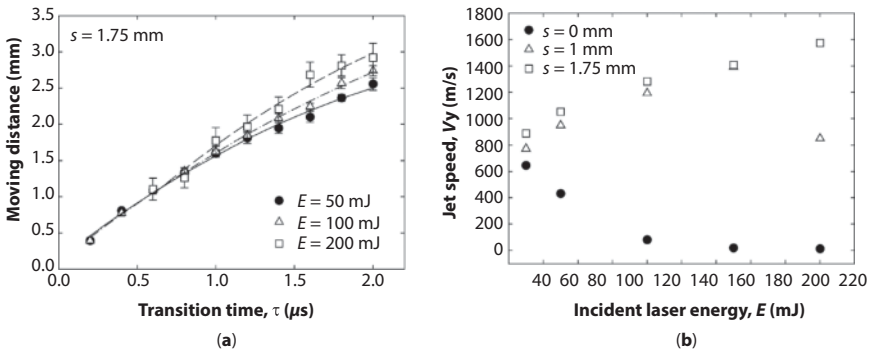 s = 1.75 mm
Moving distance (mm)
3.5
3.0
2.5
2.0
1.5
1.0
0.5
0.0
E = 50 mJ
E = 100 mJ
E = 200 mJ
0.0 0.5 1.0 1.5 2.0
Transition time, τ (μs)
(a)
Jet speed, Vy (m/s)
1800
1600
1400
1200
1000
800
600
400
200
0
s = 0 mm
s = 1 mm
s = 1.75 mm
40 60 80 100 120 140 160 180 200 220
Incident laser energy, E (mJ)
(b)